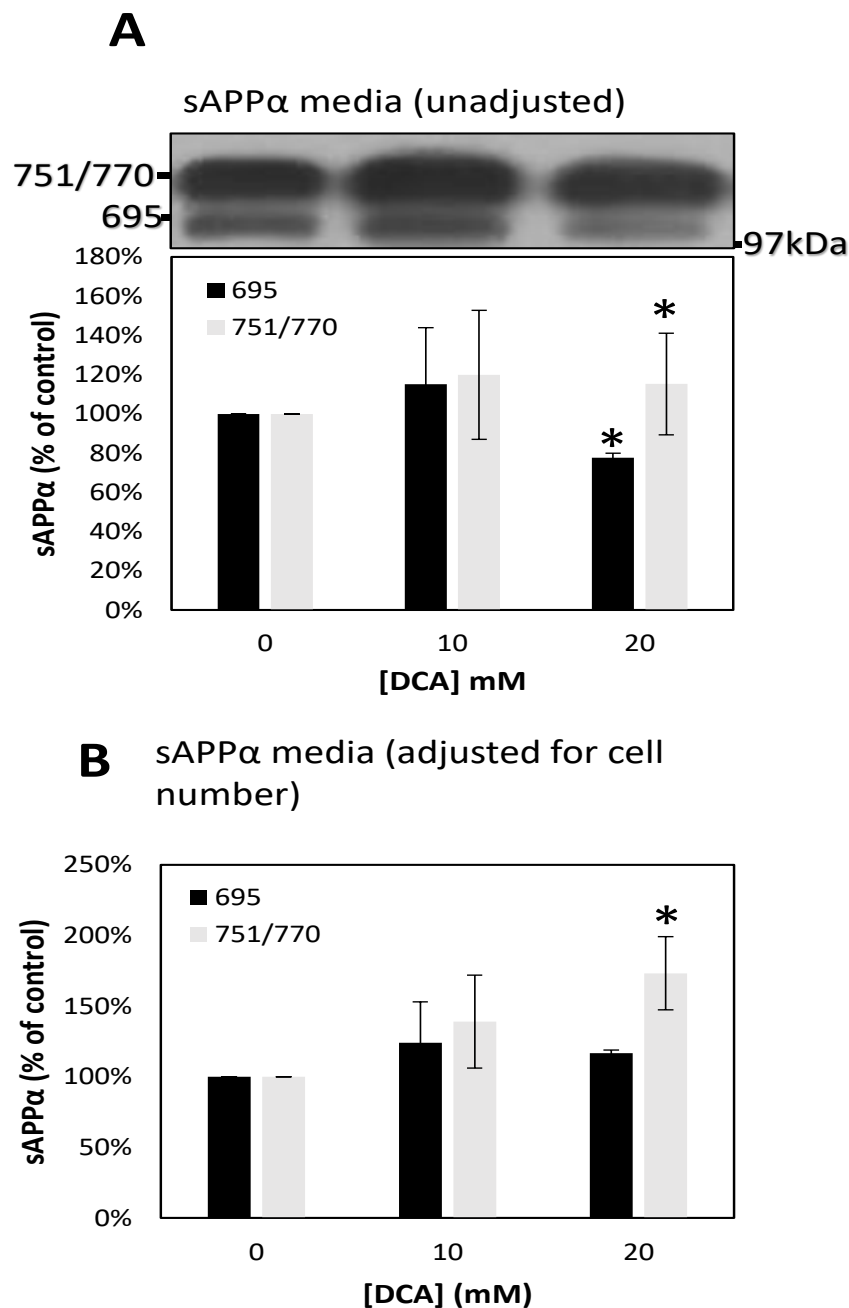 A
sAPPα media (unadjusted)
751/770
695
97kDa
180%
160%
140%
120%
100%
80%
60%
40%
20%
0%
sAPPα (% of control)
695
751/770
*
*
0 10 20
[DCA] mM
B
sAPPα media (adjusted for cell
number)
250%
200%
150%
100%
50%
0%
sAPPα (% of control)
695
751/770
*
0 10 20
[DCA] (mM)